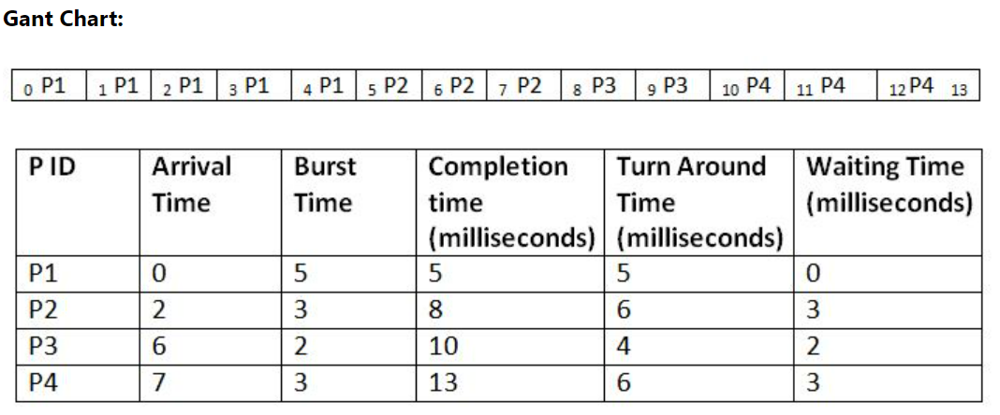 Gant Chart:
0 P1 1 P1 2 P1 3 P1 4 P1 5 P2 6 P2 7 P2 8 P3 9 P3 10 P4 11 P4 12 P4 13
P ID Arrival Time Burst Time Completion time (milliseconds) Turn Around Time (milliseconds) Waiting Time (milliseconds)
P1 0 5 5 5 0
P2 2 3 8 6 3
P3 6 2 10 4 2
P4 7 3 13 6 3